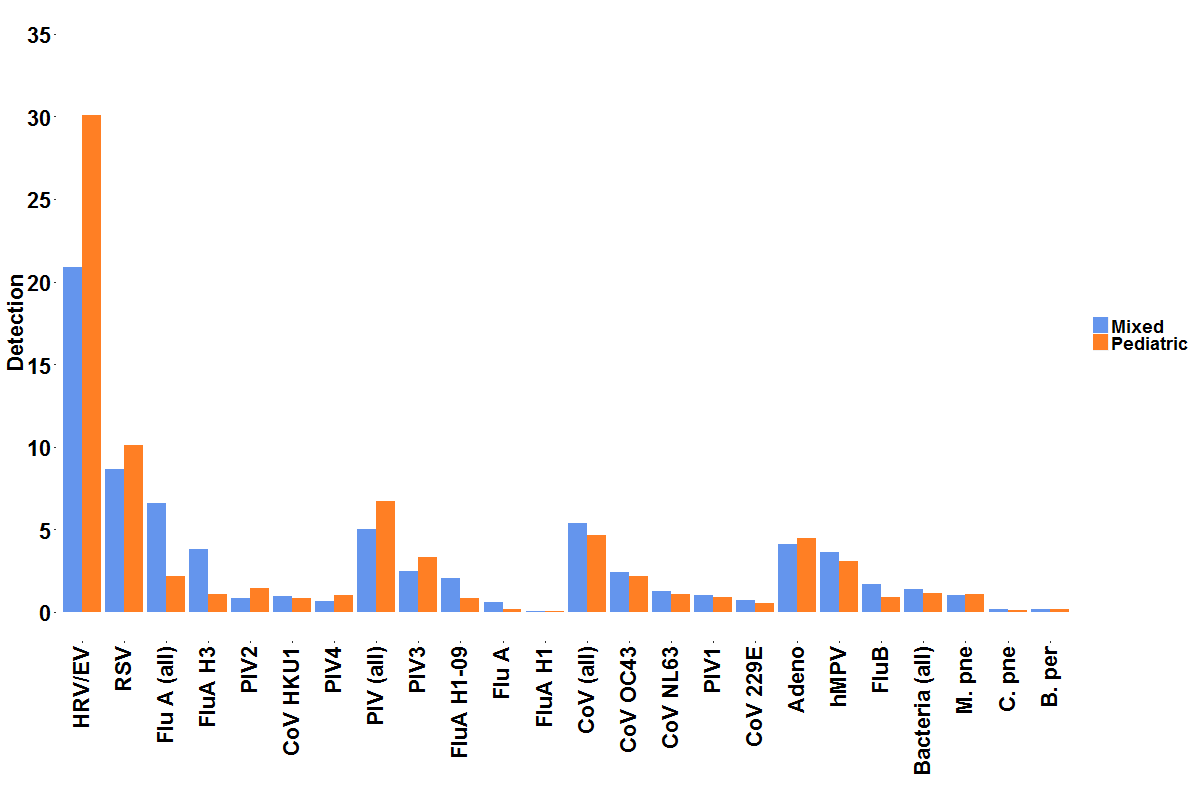 35
30
25
20
15
10
5
0
Detection
HRV/EV
RSV
Flu A (all)
FluA H3
PIV2
CoV HKU1
PIV4
PIV (all)
PIV3
FluA H1-09
Flu A
FluA H1
CoV (all)
CoV OC43
CoV NL63
PIV1
CoV 229E
Adeno
hMPV
FluB
Bacteria (all)
M. pne
C. pne
B. per
Mixed
Pediatric